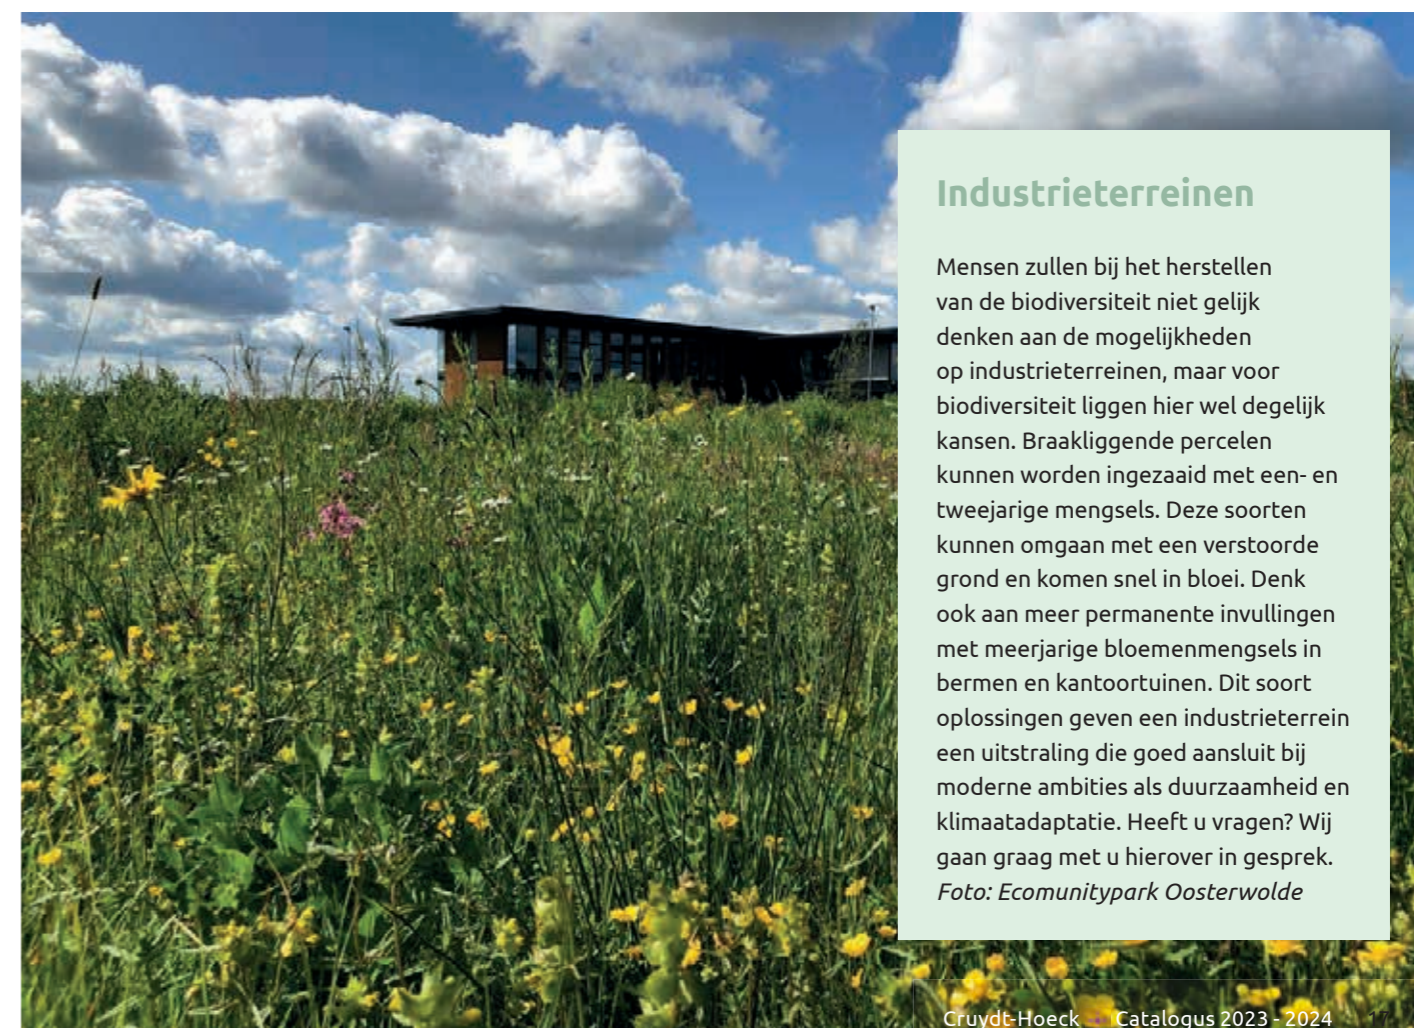 Industrieterreinen
Mensen zullen bij het herstellen
van de biodiversiteit niet gelijk
denken aan de mogelijkheden
op industrieterreinen, maar voor
biodiversiteit liggen hier wel degelijk
kansen. Braakliggende percelen
kunnen worden ingezaaid met een- en
tweejarige mengsels. Deze soorten
kunnen omgaan met een verstoorde
grond en komen snel in bloei. Denk
ook aan meer permanente invullingen
met meerjarige bloemenmengsels in
bermen en kantoortuinen. Dit soort
oplossingen geven een industrieterrein
een uitstraling die goed aansluit bij
moderne ambities als duurzaamheid en
klimaatadaptatie. Heeft u vragen? Wij
gaan graag met u hierover in gesprek.
Foto: Ecomunitypark Oosterwolde
Cruydt-Hoeck Catalogus 2023 - 2024 17